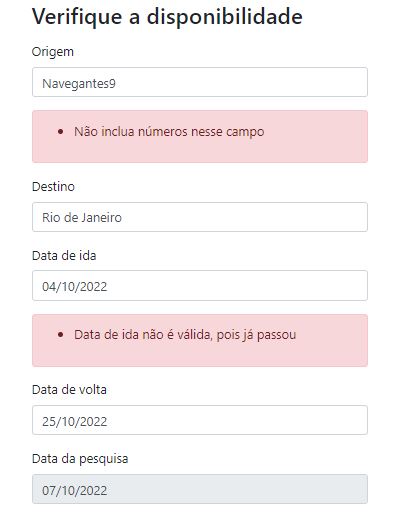 Verifique a disponibilidade
Origem
Navegantes9
Não inclua números nesse campo
Destino
Rio de Janeiro
Data de ida
04/10/2022
Data de ida não é válida, pois já passou
Data de volta
25/10/2022
Data da pesquisa
07/10/2022